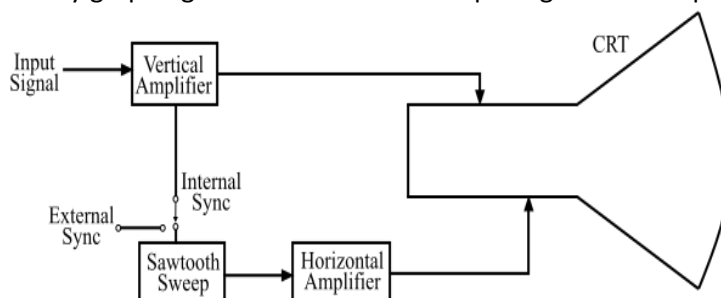 Input
Signal
Vertical
Amplifier
CRT
Internal
Sync
External
Sync
Sawtooth
Sweep
Horizontal
Amplifier